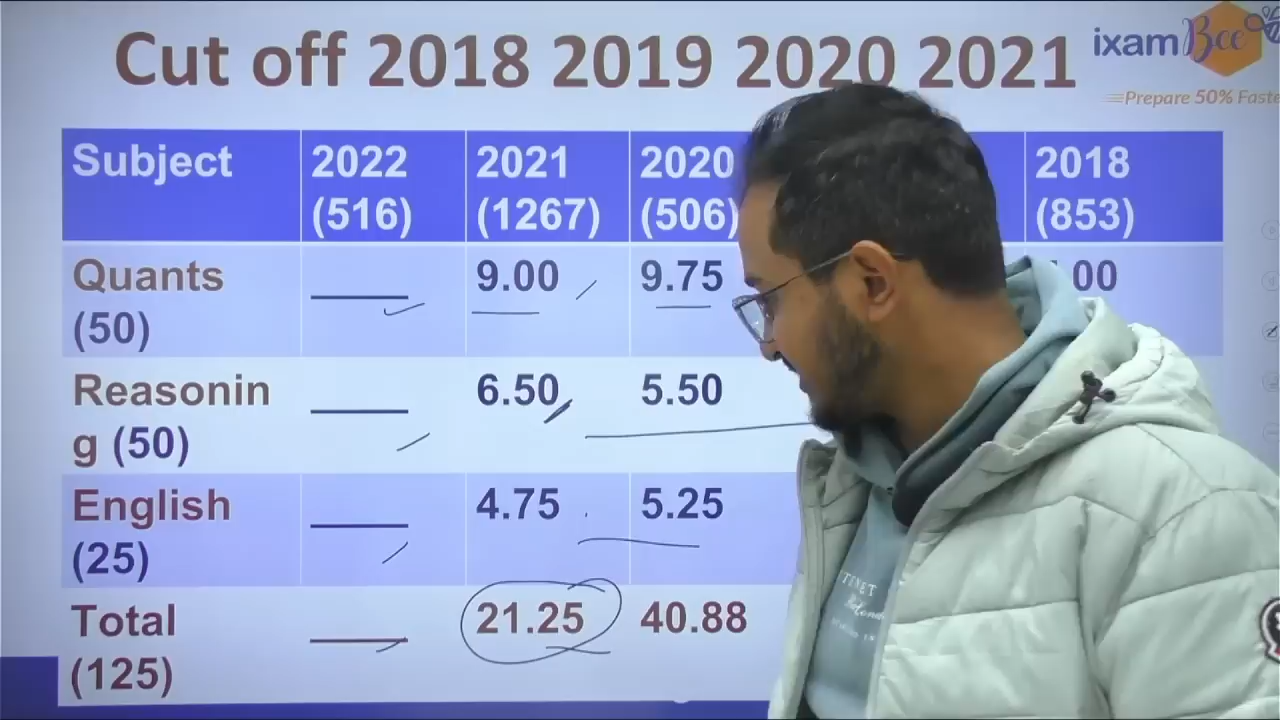 Cut off 2018 2019 2020 2021
ixamBee
Prepare 50% Faste
Subject 2022 (516) 2021 (1267) 2020 (506) 2018 (853)
Quants (50) 9.00 9.75 .00
Reasonin g (50) 6.50 5.50
English (25) 4.75 5.25
Total (125) 21.25 40.88